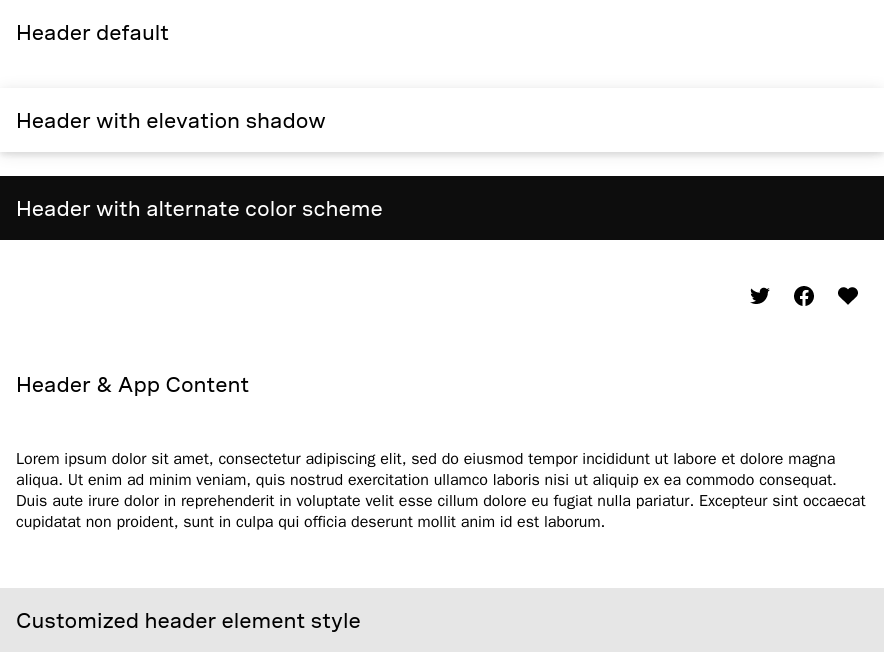 Header default
Header with elevation shadow
Header with alternate color scheme
Header & App Content
Lorem ipsum dolor sit amet, consectetur adipiscing elit, sed do eiusmod tempor incididunt ut labore et dolore magna
aliqua. Ut enim ad minim veniam, quis nostrud exercitation ullamco laboris nisi ut aliquip ex ea commodo consequat.
Duis aute irure dolor in reprehenderit in voluptate velit esse cillum dolore eu fugiat nulla pariatur. Excepteur sint occaecat
cupidatat non proident, sunt in culpa qui officia deserunt mollit anim id est laborum.
Customized header element style